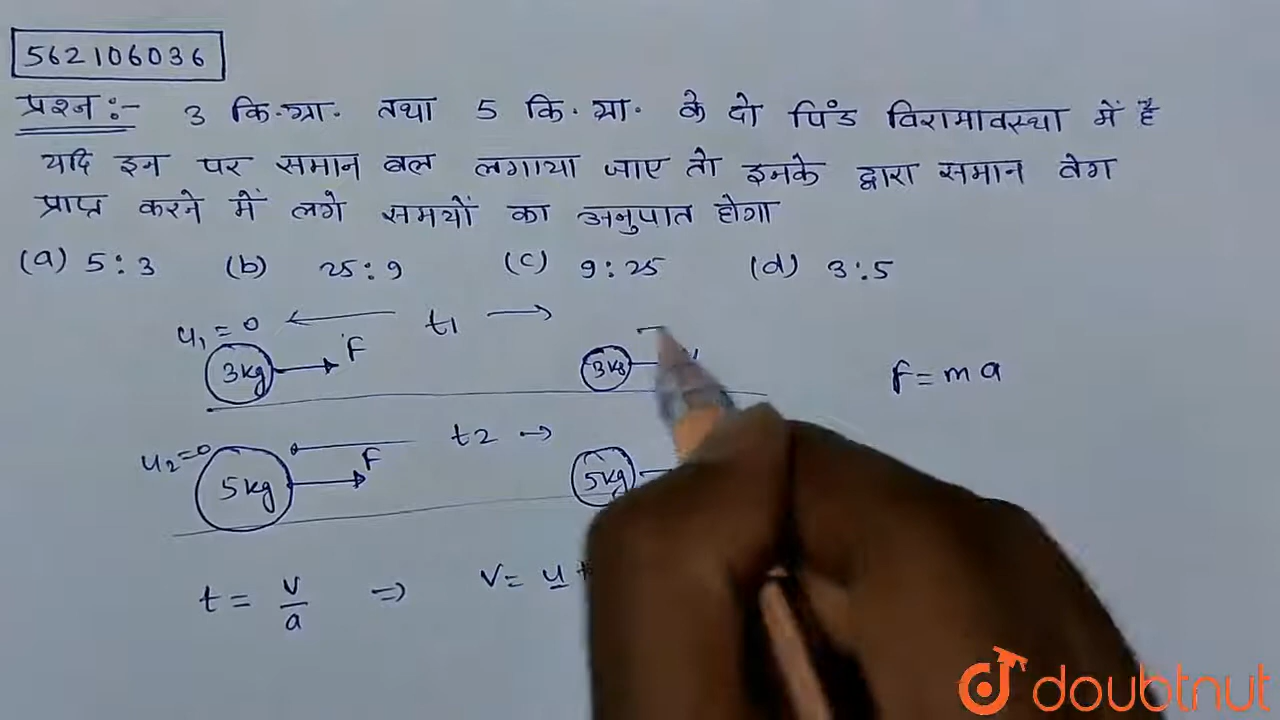 562106036
प्रश्न:- 3 कि.ग्रा. तथा 5 कि.ग्रा. के दो पिंड विरामावस्था में है
यदि इन पर समान बल लगाया जाए तो इनके द्वारा समान वेग
प्राप्त करने में लगे समयों का अनुपात होगा
(a) 5:3 (b) 25:9 (c) 9:25 (d) 3:5
u₁=0 ← t₁ →
3kg → F 3kg F=ma
u₂=0 ← t2 →
5kg → F 5kg
t = v/a ⇒ v= u+
doubtnut